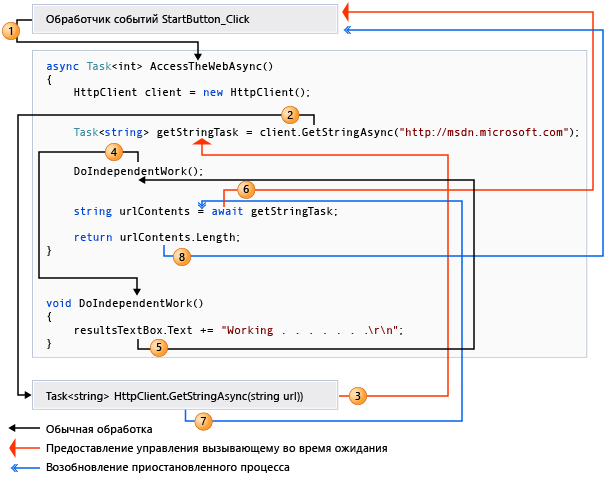 Обработчик событий StartButton_Click
1
async Task<int> AccessTheWebAsync()
{
HttpClient client = new HttpClient();
2
Task<string> getStringTask = client.GetStringAsync("http://msdn.microsoft.com");
4
DoIndependentWork();
6
string urlContents = await getStringTask;
return urlContents.Length;
}
8
void DoIndependentWork()
{
resultsTextBox.Text += "Working . . . . . . .\r\n";
}
5
Task<string> HttpClient.GetStringAsync(string url))
3
7
Обычная обработка
Предоставление управления вызывающему во время ожидания
Возобновление приостановленного процесса